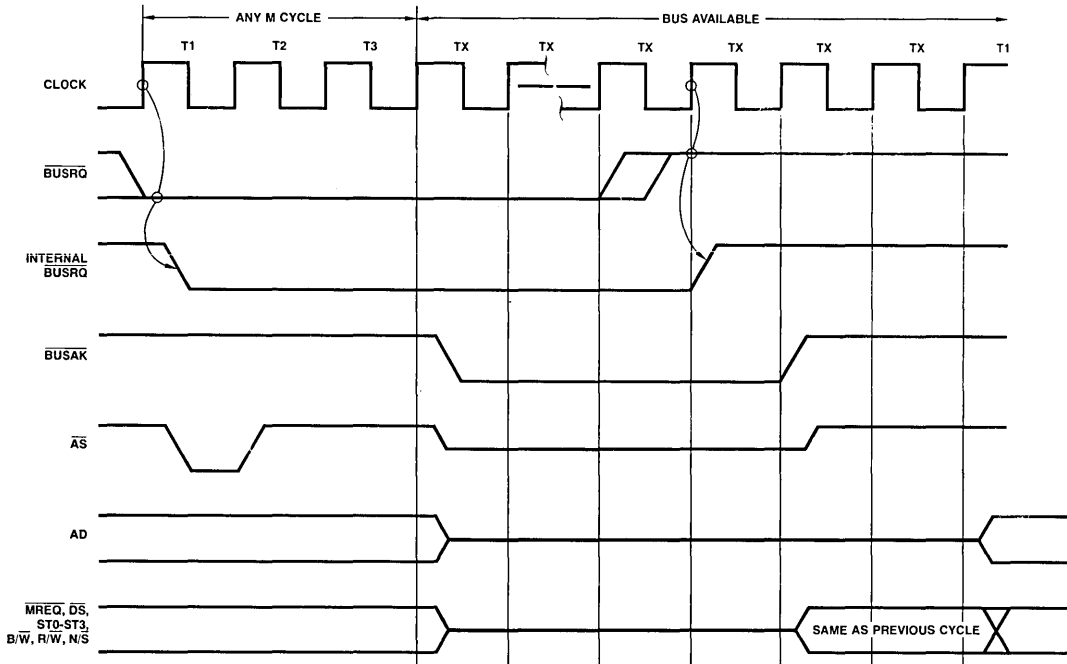 ANY M CYCLE
BUS AVAILABLE
T1 T2 T3 TX TX TX TX TX TX T1
CLOCK
BUSRQ
INTERNAL
BUSRQ
BUSAK
AS
AD
MREQ, DS,
ST0-ST3,
B/W, R/W, N/S
SAME AS PREVIOUS CYCLE